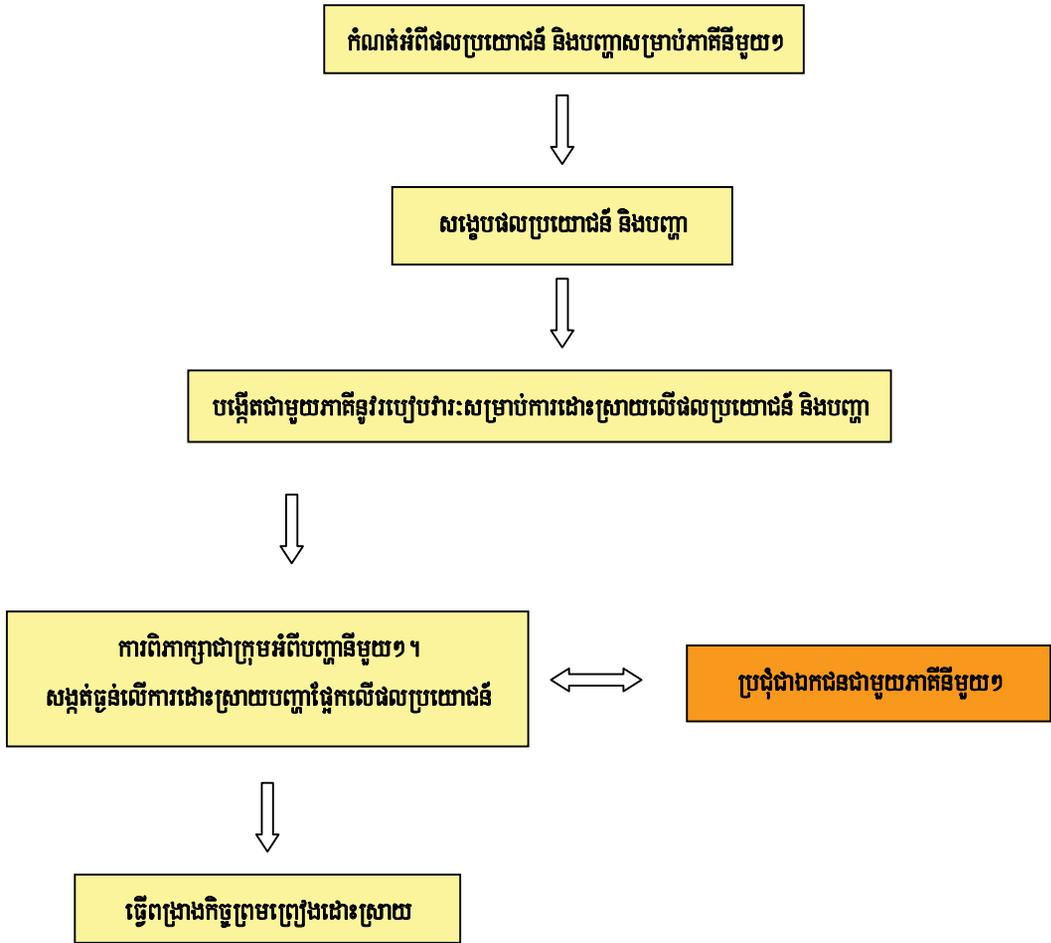 កំណត់អំពីផលប្រយោជន៍ និងបញ្ហាសម្រាប់ភាគីនីមួយៗ
សង្ខេបផលប្រយោជន៍ និងបញ្ហា
បង្កើតជាមួយភាគីនូវរបៀបវារៈសម្រាប់ការដោះស្រាយលើផលប្រយោជន៍ និងបញ្ហា
ការពិភាក្សាជាក្រុមអំពីបញ្ហានីមួយៗ។
សង្កត់ធ្ងន់លើការដោះស្រាយបញ្ហាផ្អែកលើផលប្រយោជន៍
ប្រជុំជាឯកជនជាមួយភាគីនីមួយៗ
ធ្វើពង្រាងកិច្ចព្រមព្រៀងដោះស្រាយ